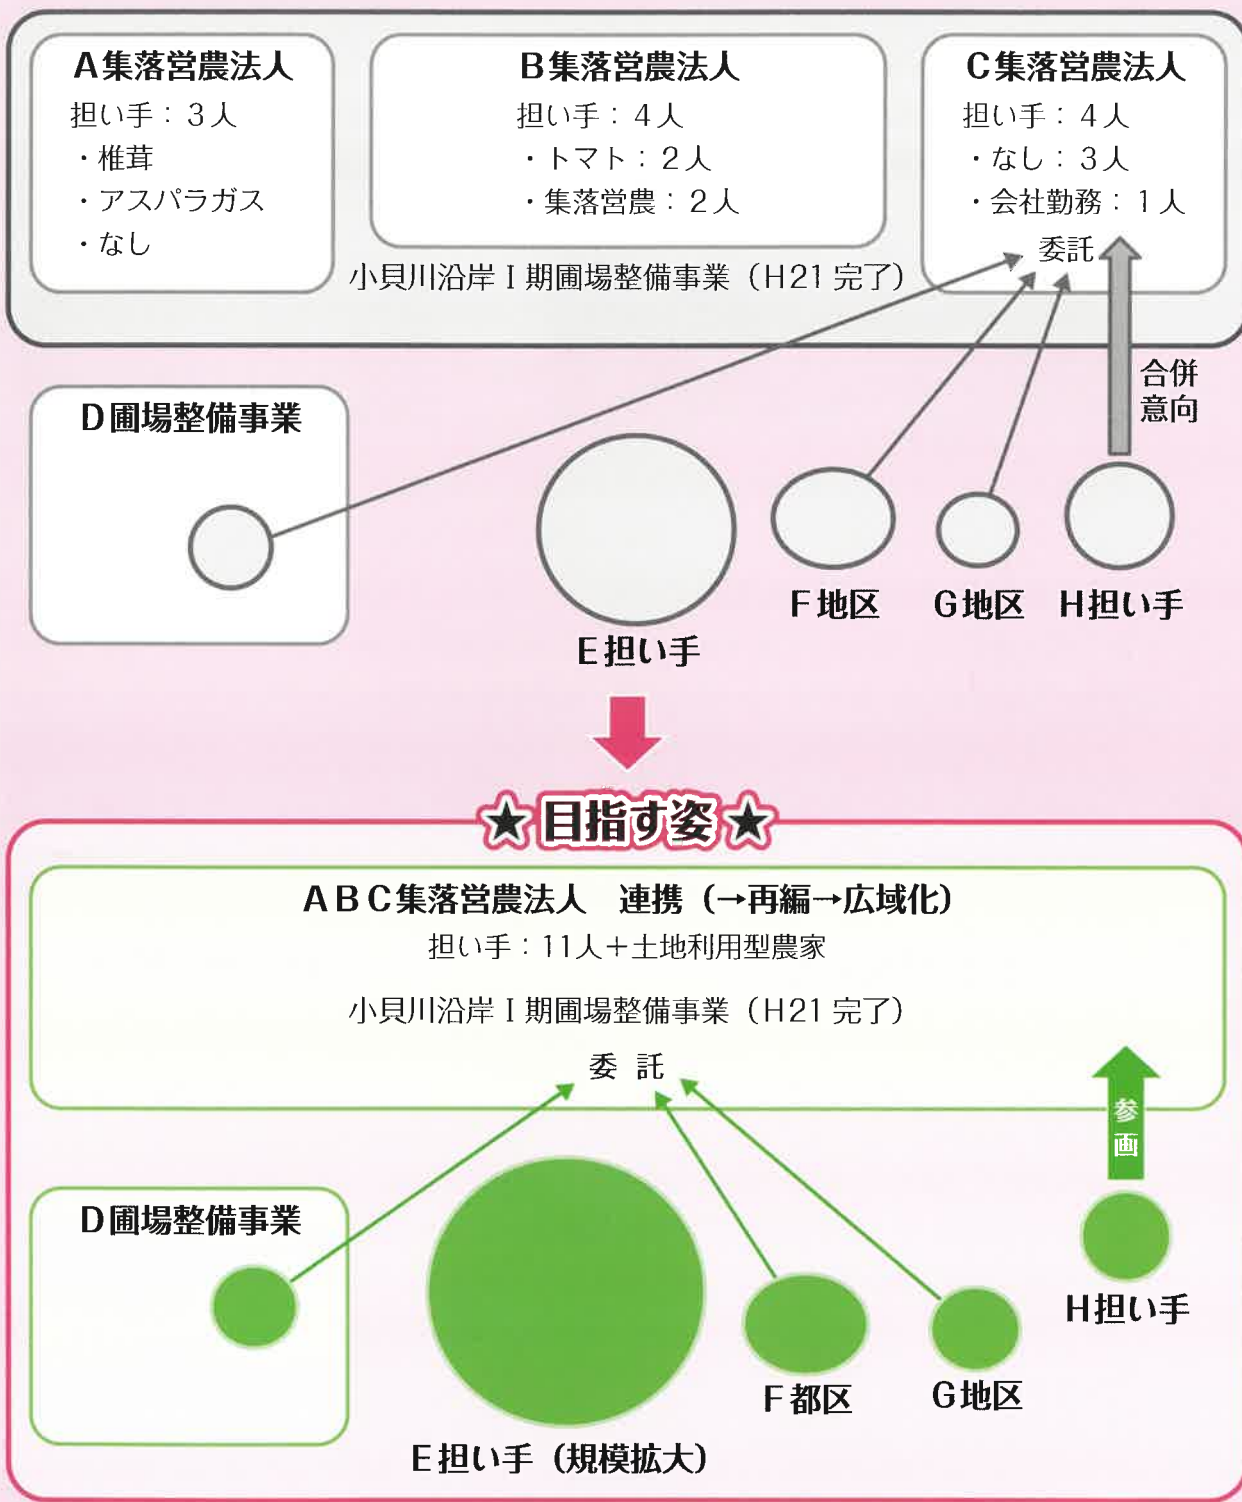 A集落営農法人
担い手：3人
・椎茸
・アスパラガス
・なし
B集落営農法人
担い手：4人
・トマト：2人
・集落営農：2人
C集落営農法人
担い手：4人
・なし：3人
・会社勤務：1人
委託
小貝川沿岸Ⅰ期圃場整備事業（H21完了）
合併
意向
D圃場整備事業
E担い手
F地区
G地区
H担い手
★目指す姿★
ABC集落営農法人　連携（→再編→広域化）
担い手：11人＋土地利用型農家
小貝川沿岸Ⅰ期圃場整備事業（H21完了）
委 託
参画
D圃場整備事業
E担い手（規模拡大）
F都区
G地区
H担い手